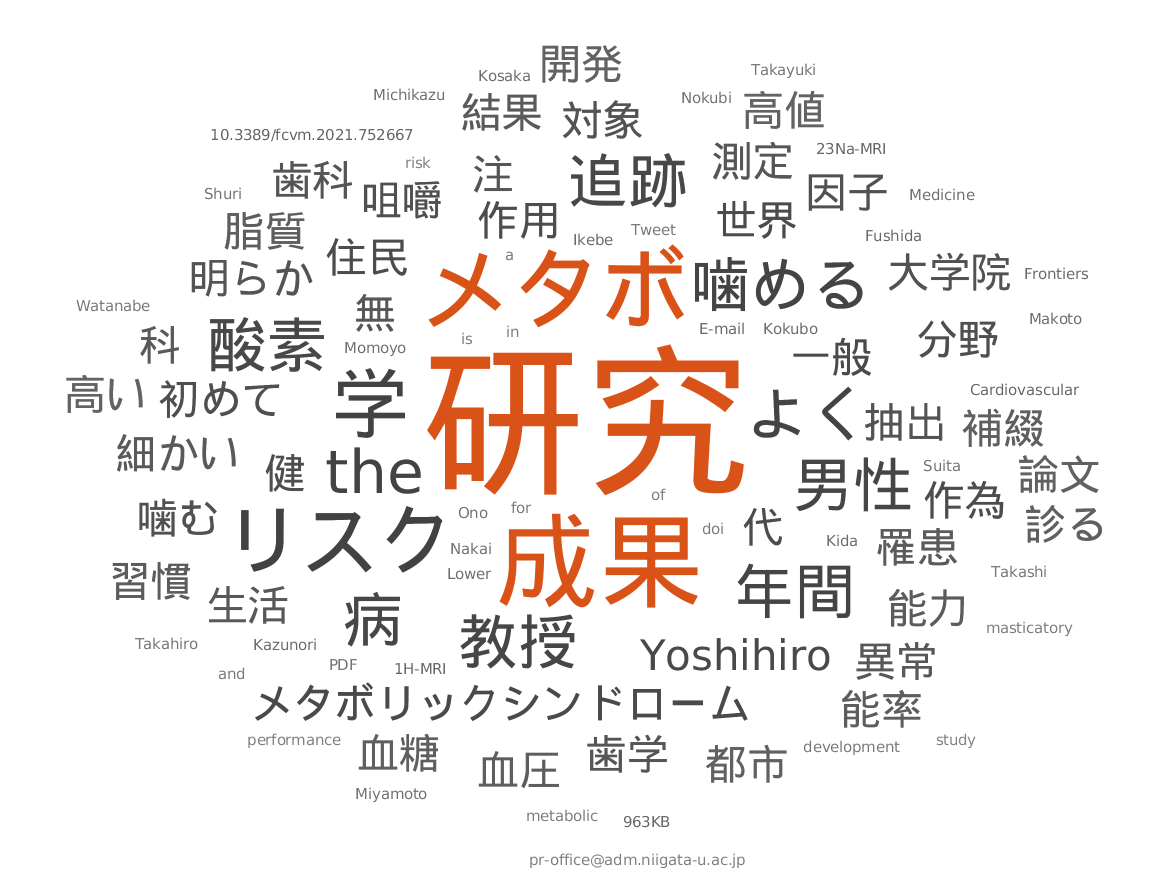 開発
Kosaka
Takayuki
Michikazu
結果
対象
Nokubi
高値
10.3389/fcvm.2021.752667
23Na-MRI
歯科
risk
注
追跡
測定
Shuri
咀嚼
因子
Medicine
脂質
作用
世界
住民
Ikebe
Tweet
Fushida
明らか
a
メタボ
噛める
大学院
Frontiers
Watanabe
無
E-mail
Kokubo
Makoto
科
酸素
Momoyo
is
in
一般
分野
高い
初めて
学
研究
よく
抽出
Cardiovascular
補綴
細かい
健
the
男性
Suita
作為
論文
噛む
リスク
Ono
for
of
doi
代
診る
Nakai
Kida
罹患
習慣
Lower
成果
年間
Takashi
生活
病
能力
Takahiro
Kazunori
教授
Yoshihiro
masticatory
and
PDF
1H-MRI
異常
メタボリックシンドローム
能率
performance
血糖
血圧
歯学
都市
development
study
Miyamoto
metabolic
963KB
pr-office@adm.niigata-u.ac.jp